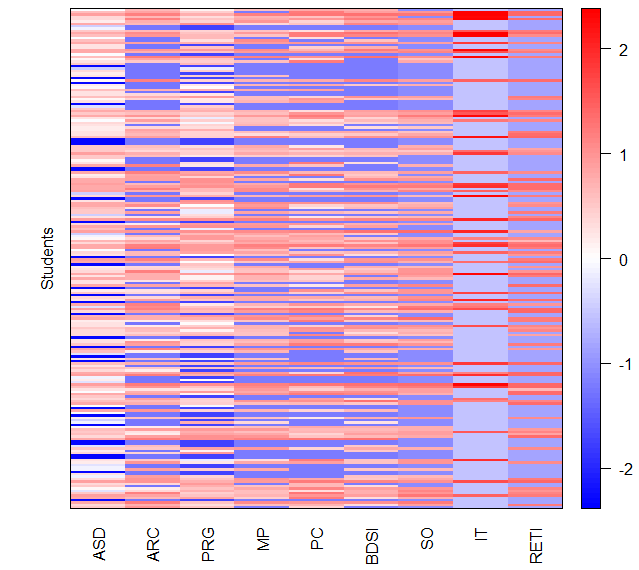 Students
ASD
ARC
PRG
MP
PC
BDSI
SO
IT
RETI
2
1
0
-1
-2